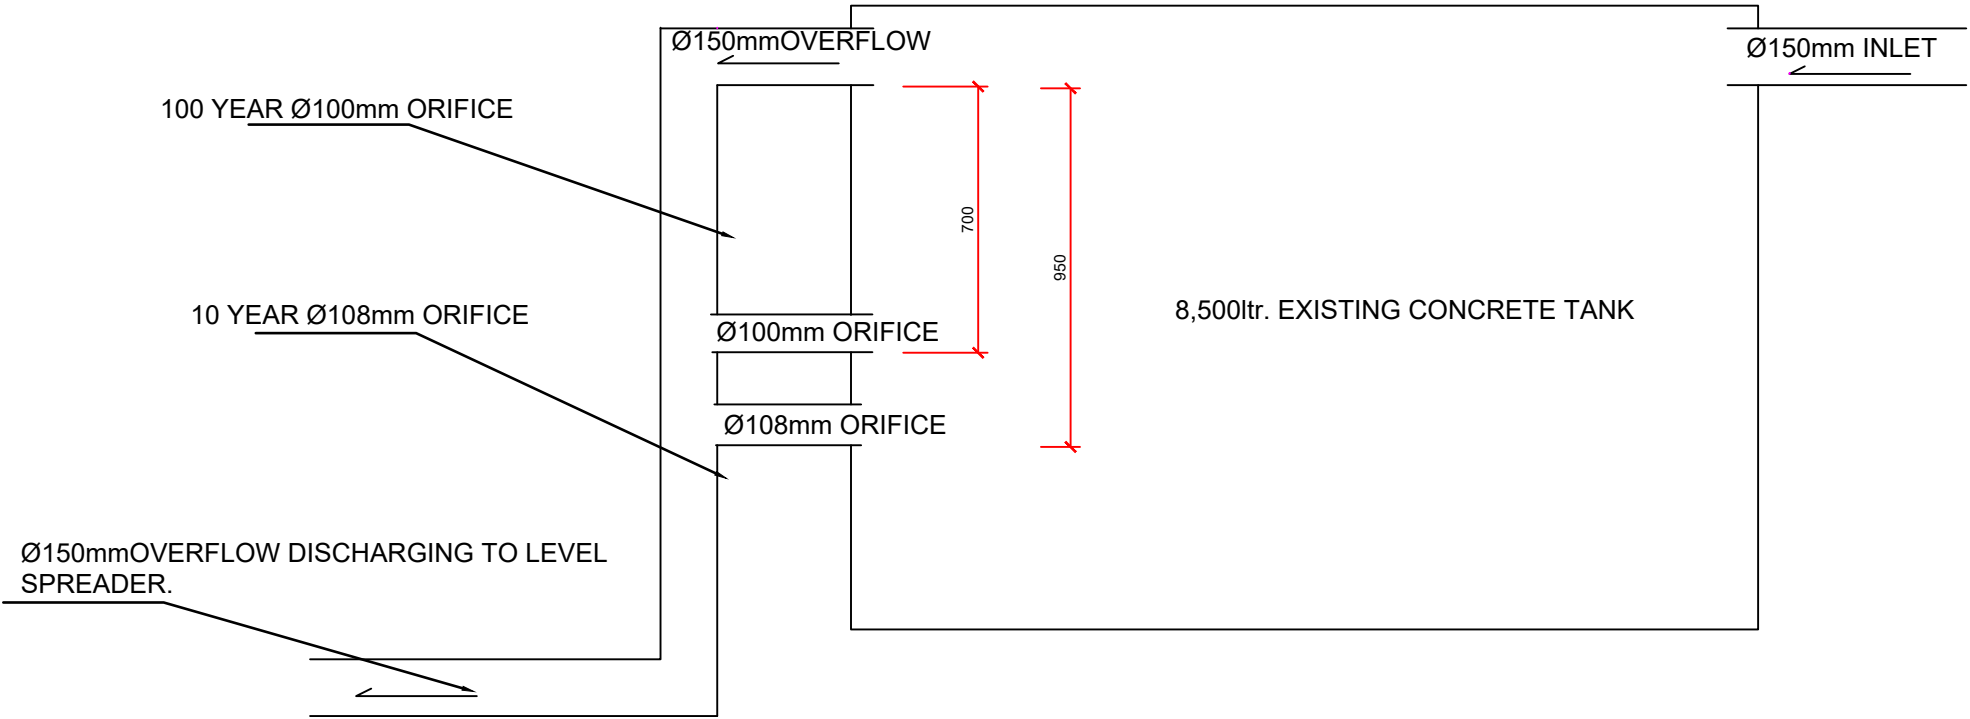 Ø150mmOVERFLOW
Ø150mm INLET
100 YEAR Ø100mm ORIFICE
700
950
10 YEAR Ø108mm ORIFICE
8,500ltr. EXISTING CONCRETE TANK
Ø100mm ORIFICE
Ø108mm ORIFICE
Ø150mmOVERFLOW DISCHARGING TO LEVEL
SPREADER.